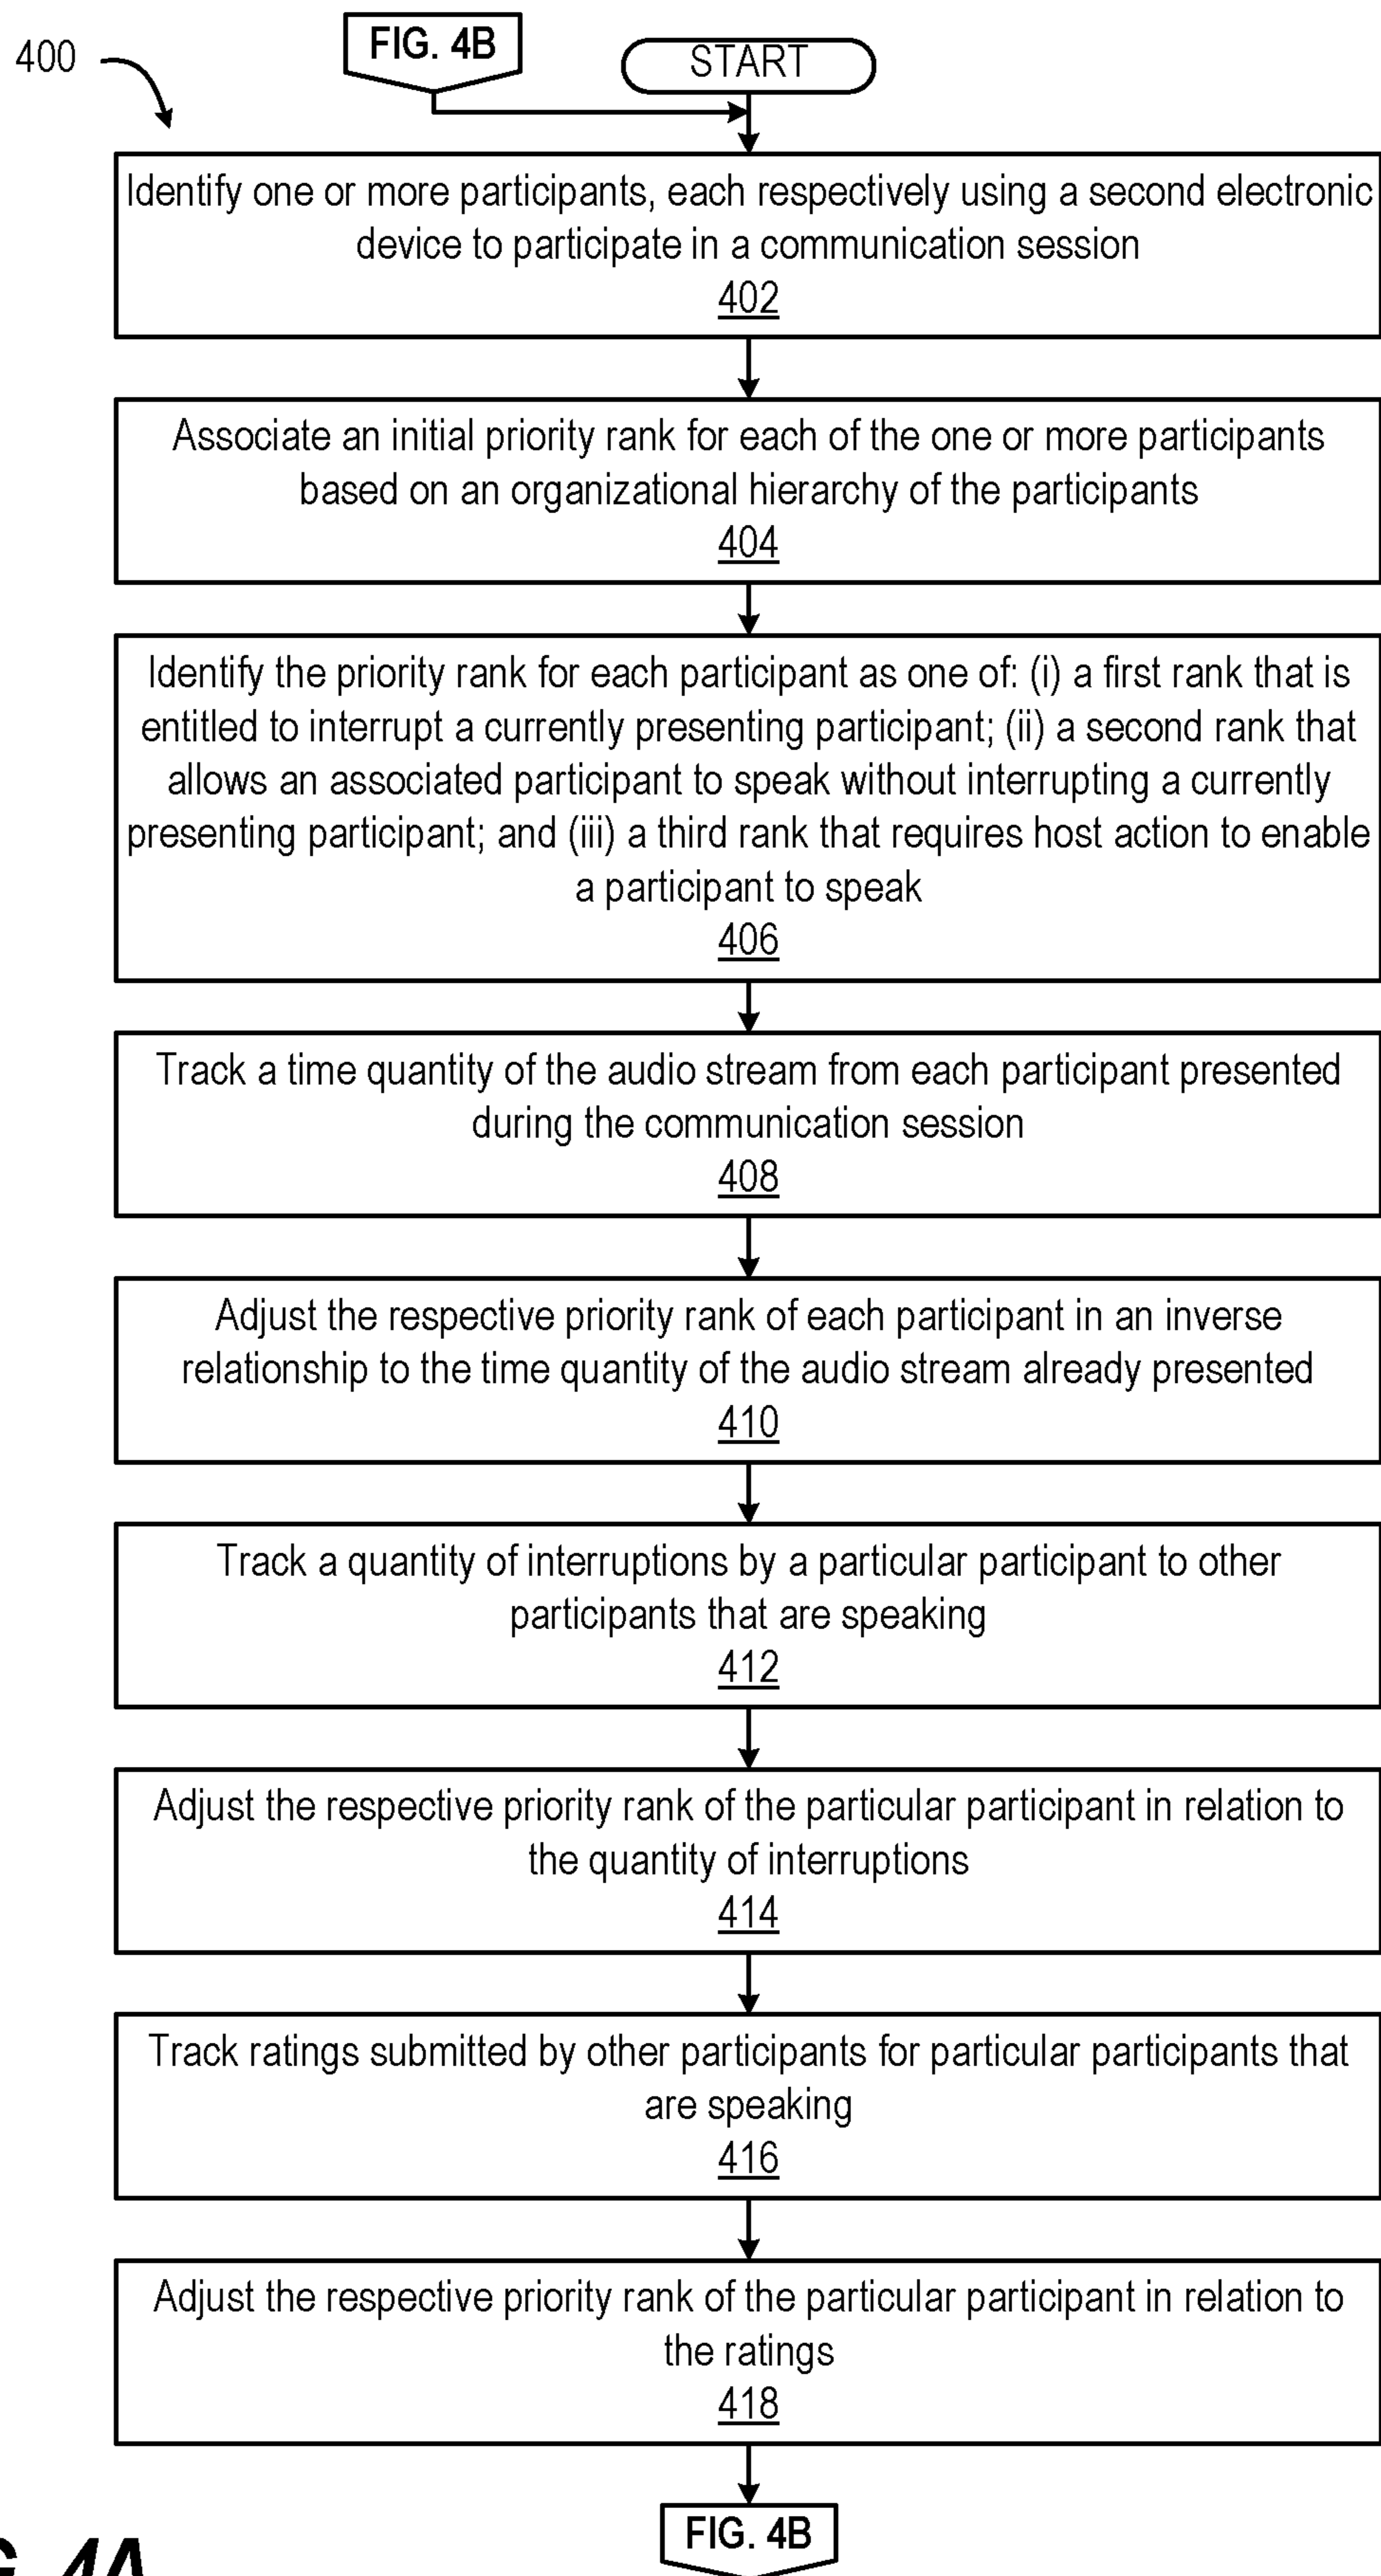 400
FIG. 4B
START
Identify one or more participants, each respectively using a second electronic
device to participate in a communication session
402
Associate an initial priority rank for each of the one or more participants
based on an organizational hierarchy of the participants
404
Identify the priority rank for each participant as one of: (i) a first rank that is
entitled to interrupt a currently presenting participant; (ii) a second rank that
allows an associated participant to speak without interrupting a currently
presenting participant; and (iii) a third rank that requires host action to enable
a participant to speak
406
Track a time quantity of the audio stream from each participant presented
during the communication session
408
Adjust the respective priority rank of each participant in an inverse
relationship to the time quantity of the audio stream already presented
410
Track a quantity of interruptions by a particular participant to other
participants that are speaking
412
Adjust the respective priority rank of the particular participant in relation to
the quantity of interruptions
414
Track ratings submitted by other participants for particular participants that
are speaking
416
Adjust the respective priority rank of the particular participant in relation to
the ratings
418
FIG. 4B
4A